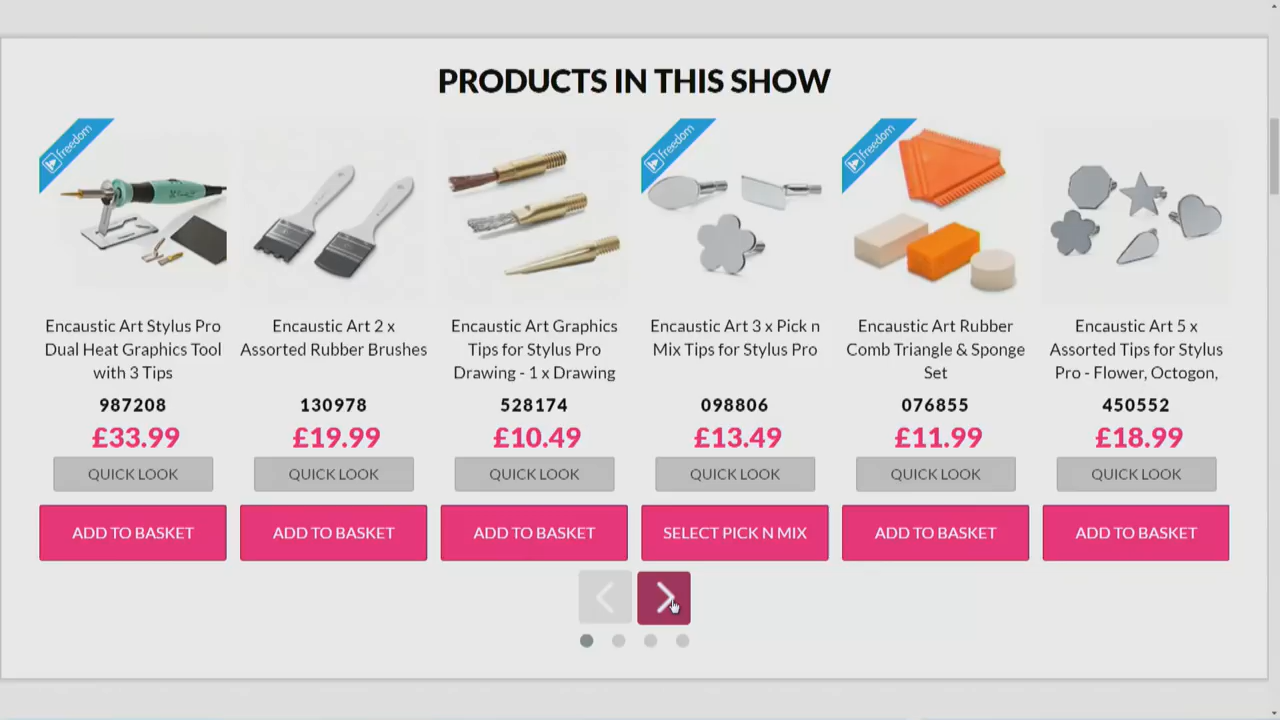 PRODUCTS IN THIS SHOW
freedom
freedom
freedom
Encaustic Art Stylus Pro
Dual Heat Graphics Tool
with 3 Tips
987208
£33.99
QUICK LOOK
ADD TO BASKET
Encaustic Art 2 x
Assorted Rubber Brushes
130978
£19.99
QUICK LOOK
ADD TO BASKET
Encaustic Art Graphics
Tips for Stylus Pro
Drawing - 1 x Drawing
528174
£10.49
QUICK LOOK
ADD TO BASKET
Encaustic Art 3 x Pick n
Mix Tips for Stylus Pro
098806
£13.49
QUICK LOOK
SELECT PICK N MIX
Encaustic Art Rubber
Comb Triangle & Sponge
Set
076855
£11.99
QUICK LOOK
ADD TO BASKET
Encaustic Art 5 x
Assorted Tips for Stylus
Pro - Flower, Octogon,
450552
£18.99
QUICK LOOK
ADD TO BASKET